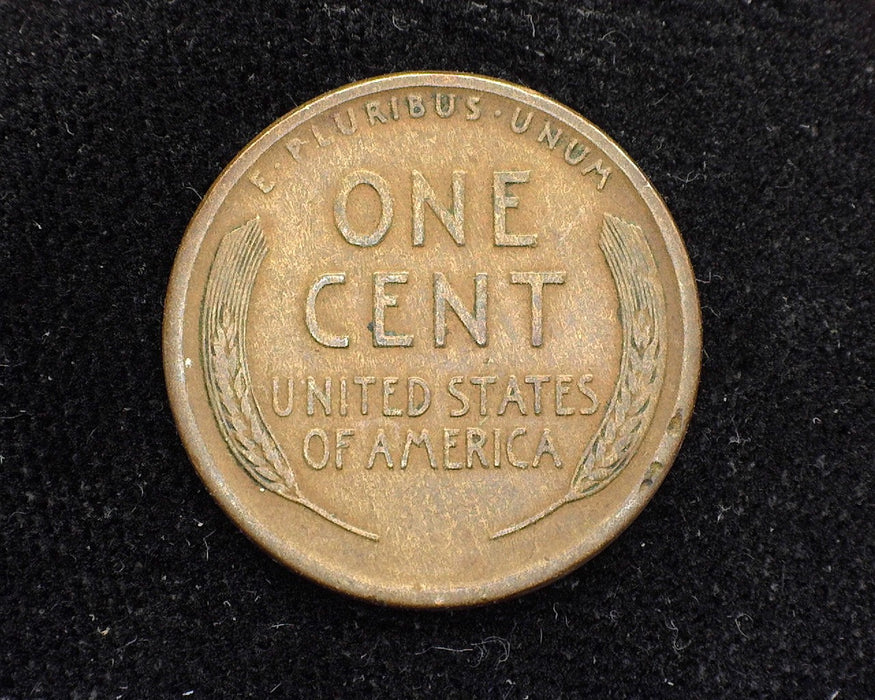 E·PLURIBUS·UNUM
ONE
CENT
UNITED STATES
OF AMERICA